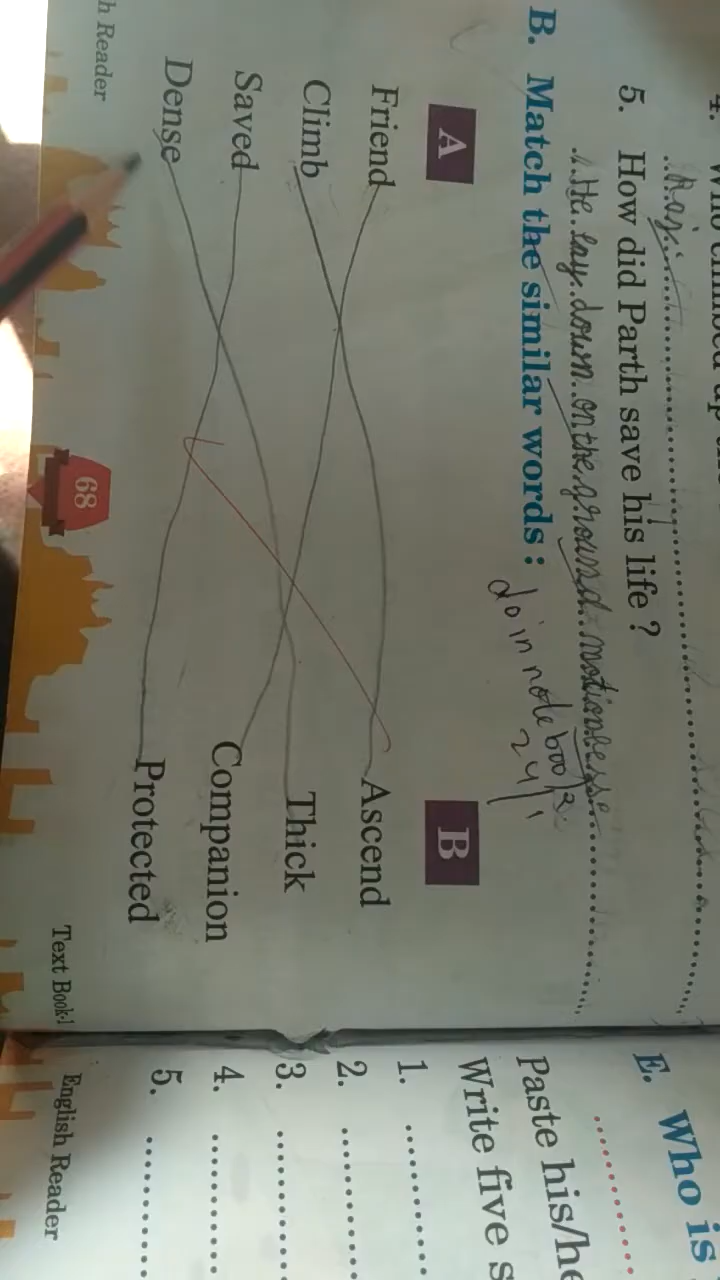 5. How did Parth save his life ?
He lay down on the ground motionless
B. Match the similar words :
do in note book
A B
Friend Ascend
Climb Thick
Saved Companion
Dense Protected
h Reader
68
Text Book-1
E. Who is
Paste his/he
Write five s
1.
2.
3.
4.
5.
English Reader